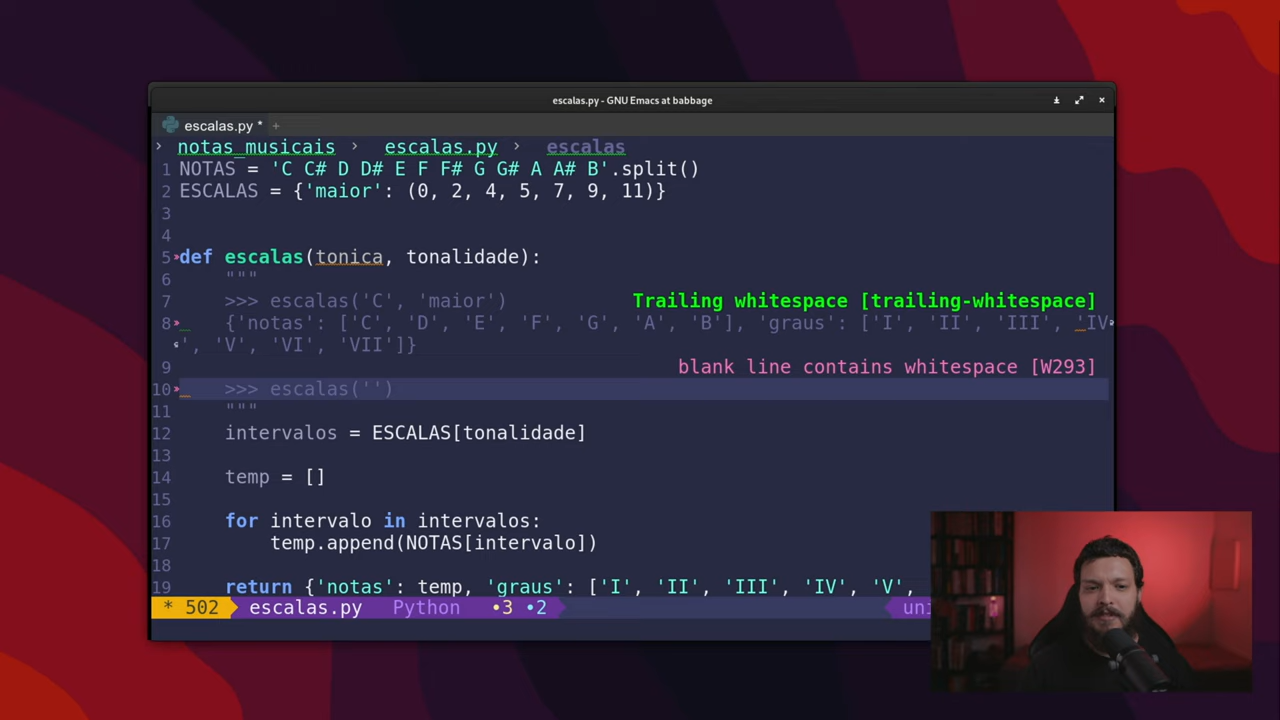 escalas.py - GNU Emacs at babbage
escalas.py * +
› notas_musicais › escalas.py › escalas
1 NOTAS = 'C C# D D# E F F# G G# A A# B'.split()
2 ESCALAS = {'maior': (0, 2, 4, 5, 7, 9, 11)}
3
4
5 def escalas(tonica, tonalidade):
6     """
7     >>> escalas('C', 'maior') Trailing whitespace [trailing-whitespace]
8     {'notas': ['C', 'D', 'E', 'F', 'G', 'A', 'B'], 'graus': ['I', 'II', 'III', 'IV
', 'V', 'VI', 'VII']}
9 blank line contains whitespace [W293]
10     >>> escalas('')
11     """
12     intervalos = ESCALAS[tonalidade]
13
14     temp = []
15
16     for intervalo in intervalos:
17         temp.append(NOTAS[intervalo])
18
19     return {'notas': temp, 'graus': ['I', 'II', 'III', 'IV', 'V',
* 502 escalas.py Python •3 •2 uni